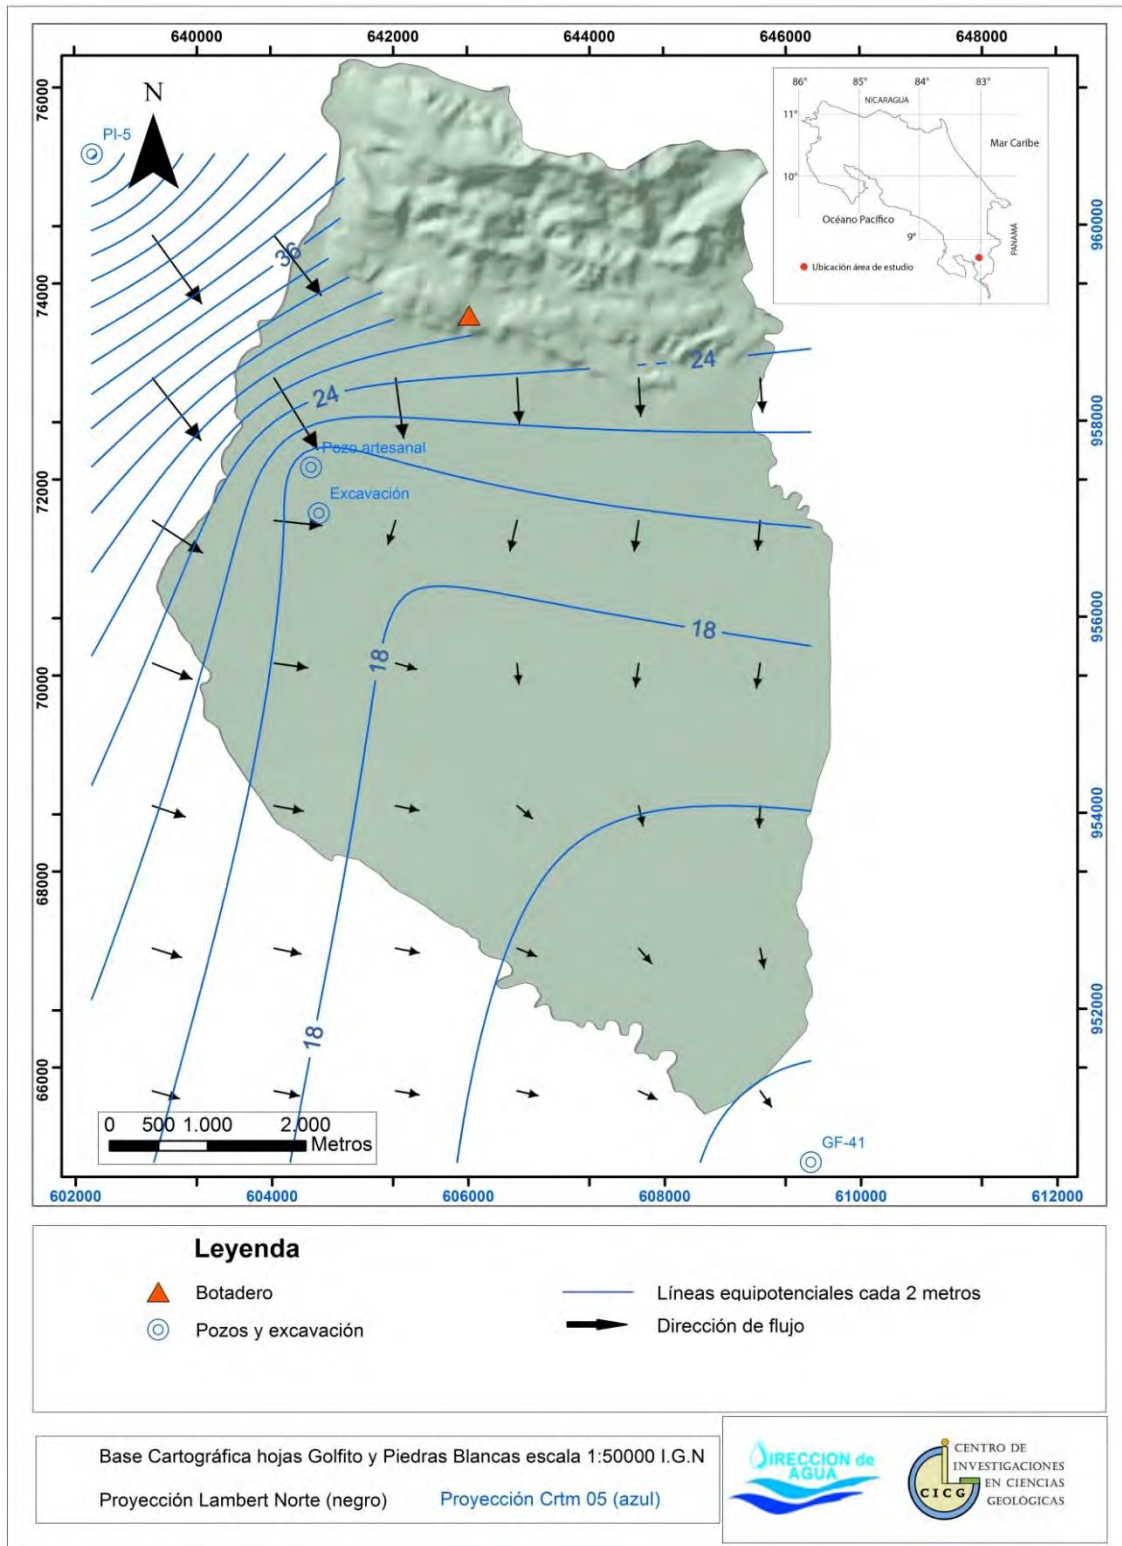 640000 642000 644000 646000 648000
76000
74000
72000
70000
68000
66000
960000
958000
956000
954000
952000
602000 604000 606000 608000 610000 612000
N
PI-5
86° 85° 84° 83°
NICARAGUA
11°
Mar Caribe
10°
Océano Pacífico
9°
PANAMÁ
Ubicación área de estudio
36
24
24
Pozo artesanal
Excavación
18
18
18
0 500 1.000 2.000
Metros
GF-41
Leyenda
Botadero
Líneas equipotenciales cada 2 metros
Pozos y excavación
Dirección de flujo
Base Cartográfica hojas Golfito y Piedras Blancas escala 1:50000 I.G.N
Proyección Lambert Norte (negro) Proyección Crtm 05 (azul)
DIRECCION de
AGUA
CICG
CENTRO DE
INVESTIGACIONES
EN CIENCIAS
GEOLÓGICAS